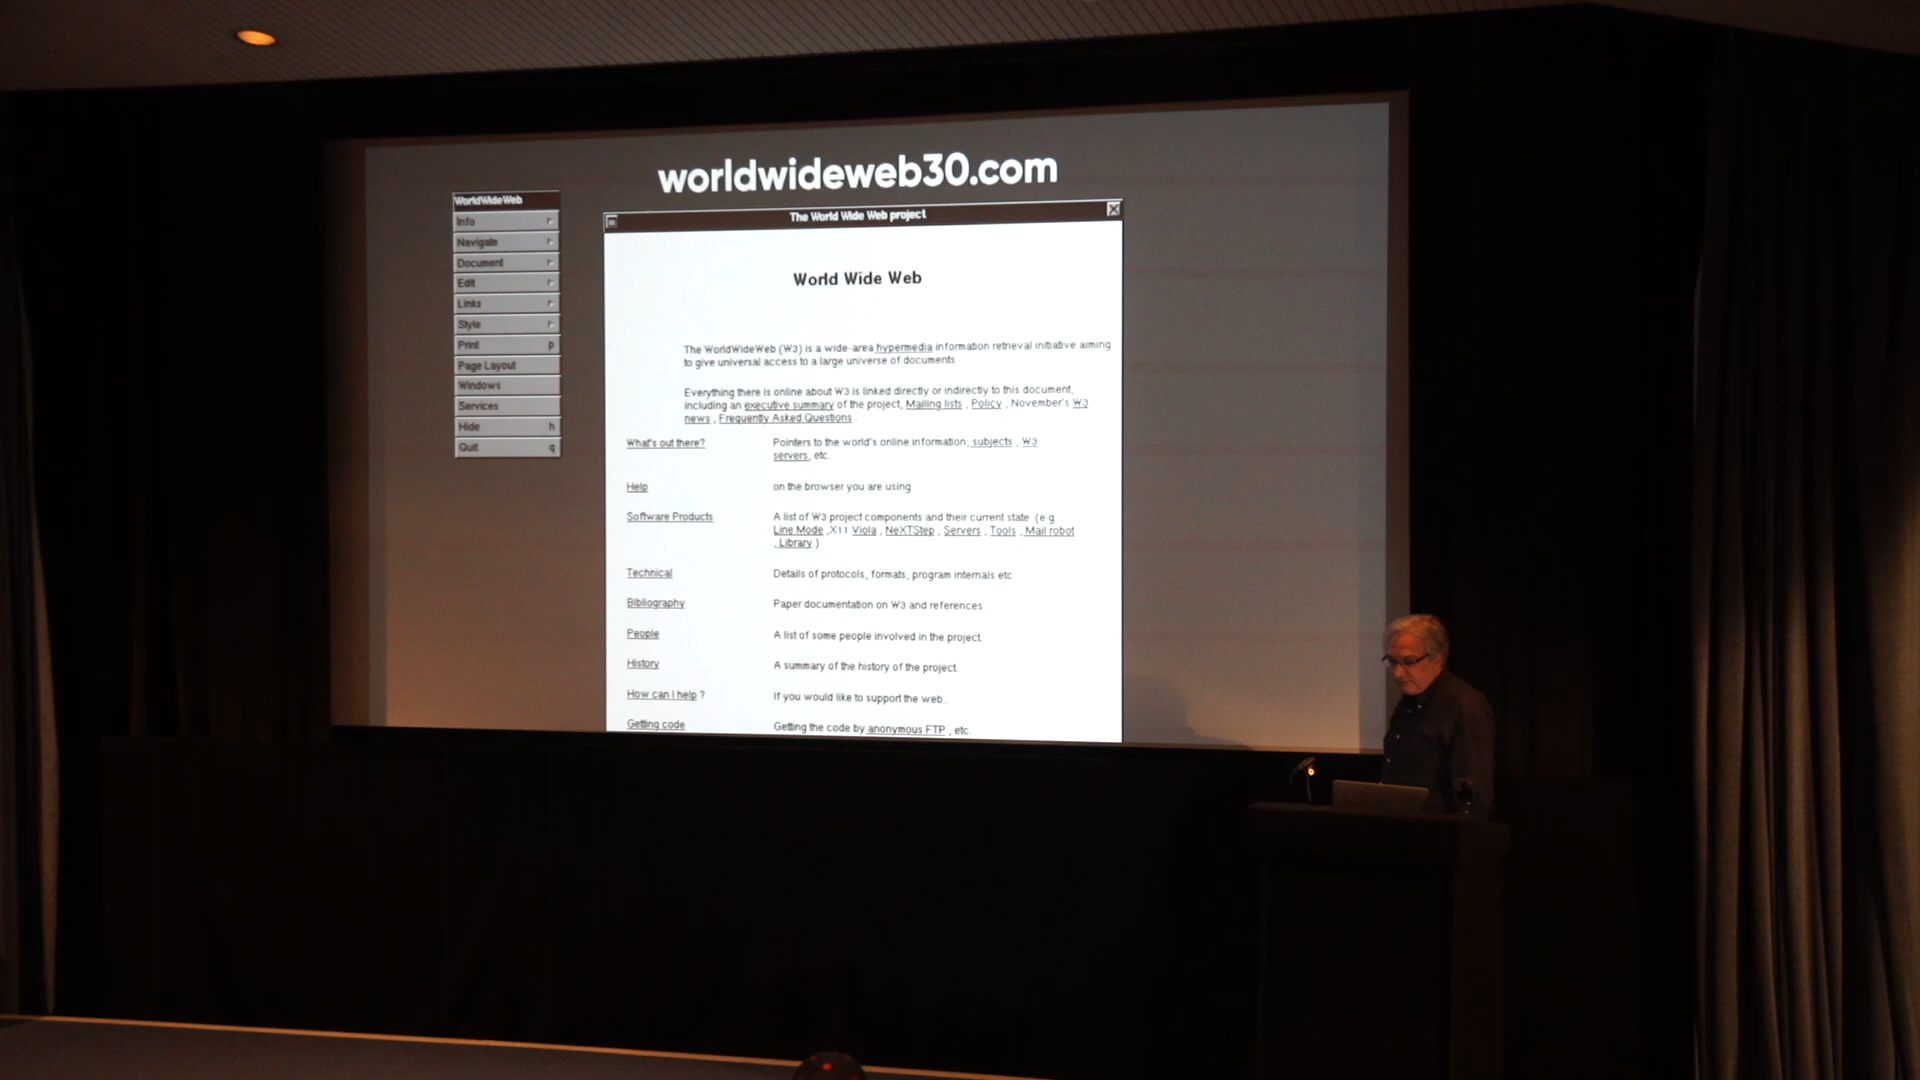 worldwideweb30.com
WorldWideWeb
Info
Navigate
Document
Edit
Links
Style
Print p
Page Layout
Windows
Services
Hide h
Quit q
The World Wide Web project
World Wide Web
The WorldWideWeb (W3) is a wide-area hypermedia information retrieval initiative aiming
to give universal access to a large universe of documents
Everything there is online about W3 is linked directly or indirectly to this document,
including an executive summary of the project, Mailing lists , Policy , November's W3
news , Frequently Asked Questions .
What's out there? Pointers to the world's online information, subjects , W3
servers, etc.
Help on the browser you are using
Software Products A list of W3 project components and their current state (e.g
Line Mode ,X11 Viola , NeXTStep , Servers , Tools , Mail robot
, Library )
Technical Details of protocols, formats, program internals etc
Bibliography Paper documentation on W3 and references
People A list of some people involved in the project.
History A summary of the history of the project.
How can I help ? If you would like to support the web..
Getting code Getting the code by anonymous FTP , etc.